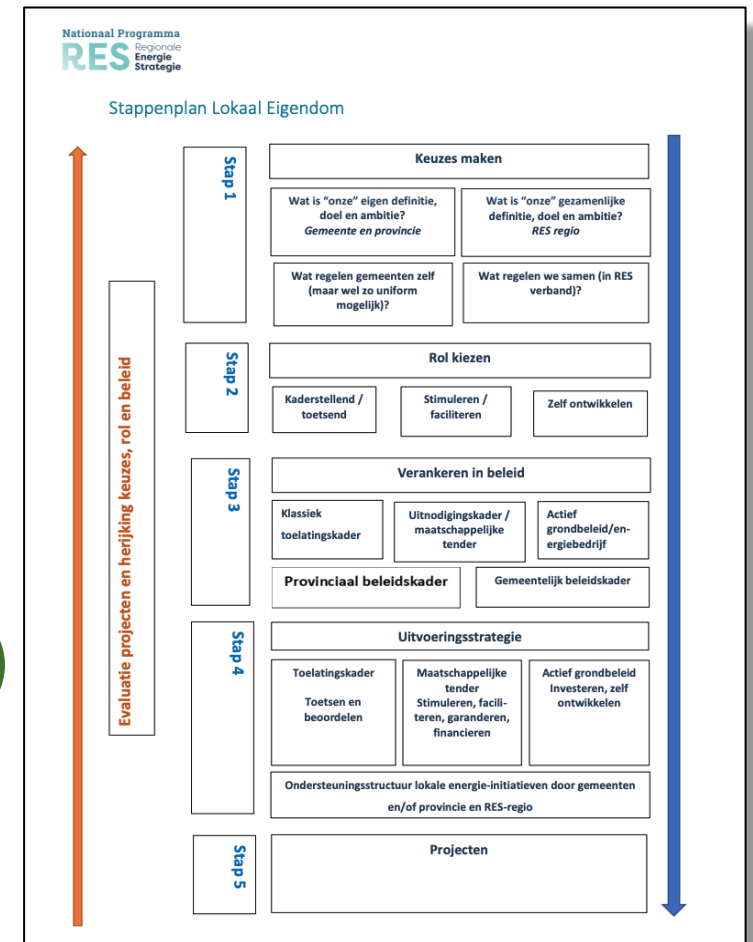 Nationaal Programma
RES Regionale
Energie
Strategie
Stappenplan Lokaal Eigendom
Evaluatie projecten en herijking keuzes, rol en beleid
Stap 1
Keuzes maken
Wat is “onze” eigen definitie,
doel en ambitie?
Gemeente en provincie
Wat is “onze” gezamenlijke
definitie, doel en ambitie?
RES regio
Wat regelen gemeenten zelf
(maar wel zo uniform
mogelijk)?
Wat regelen we samen (in RES
verband)?
Stap 2
Rol kiezen
Kaderstellend /
toetsend
Stimuleren /
faciliteren
Zelf ontwikkelen
Stap 3
Verankeren in beleid
Klassiek
toelatingskader
Uitnodigingskader /
maatschappelijke
tender
Actief
grondbeleid/en-
ergiebedrijf
Provinciaal beleidskader
Gemeentelijk beleidskader
Stap 4
Uitvoeringsstrategie
Toelatingskader
Toetsen en
beoordelen
Maatschappelijke
tender
Stimuleren, facili-
teren, garanderen,
financieren
Actief grondbeleid
Investeren, zelf
ontwikkelen
Ondersteuningsstructuur lokale energie-initiatieven door gemeenten
en/of provincie en RES-regio
Stap 5
Projecten